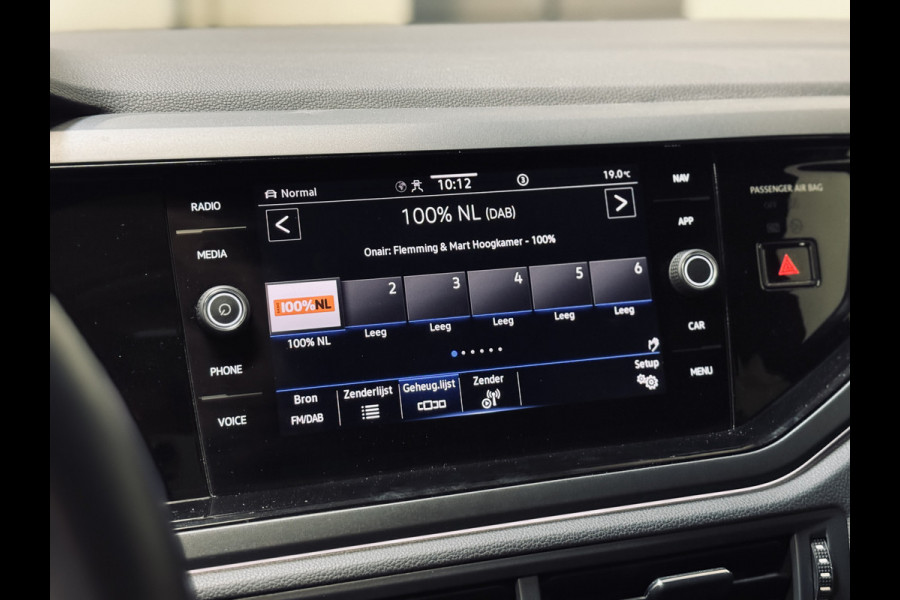 RADIO
MEDIA
PHONE
VOICE
Normal
10:12
3
19.0°C
<
100% NL (DAB)
>
Onair: Flemming & Mart Hoogkamer - 100%
100%NL
2
3
4
5
6
100% NL
Leeg
Leeg
Leeg
Leeg
Leeg
Setup
Bron
FM/DAB
Zenderlijst
Geheug.lijst
Zender
NAV
APP
CAR
MENU
PASSENGER AIR BAG